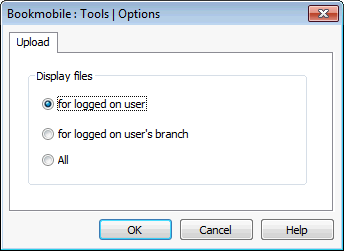 Bookmobile : Tools | Options
Upload
Display files
for logged on user
for logged on user's branch
All
OK
Cancel
Help